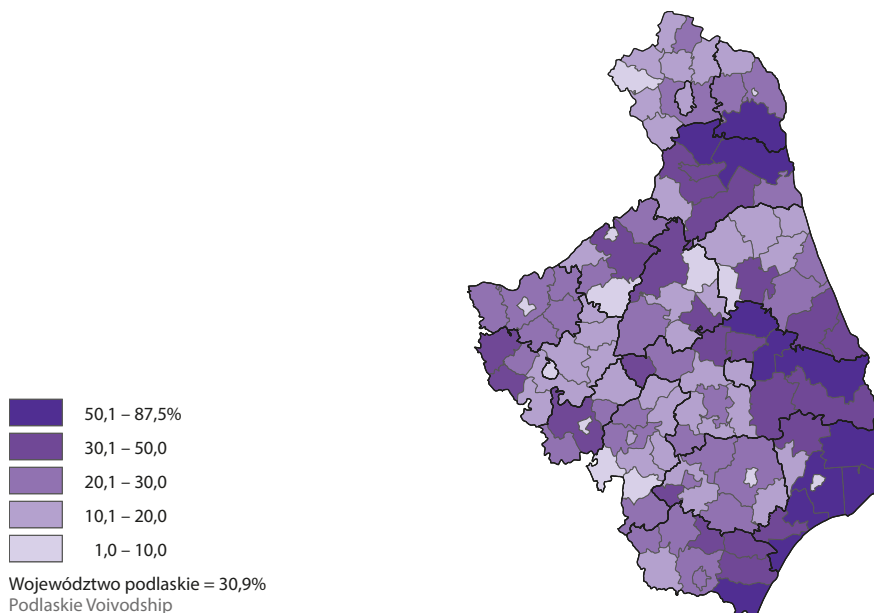 50,1 – 87,5%
30,1 – 50,0
20,1 – 30,0
10,1 – 20,0
1,0 – 10,0
Województwo podlaskie = 30,9%
Podlaskie Voivodship